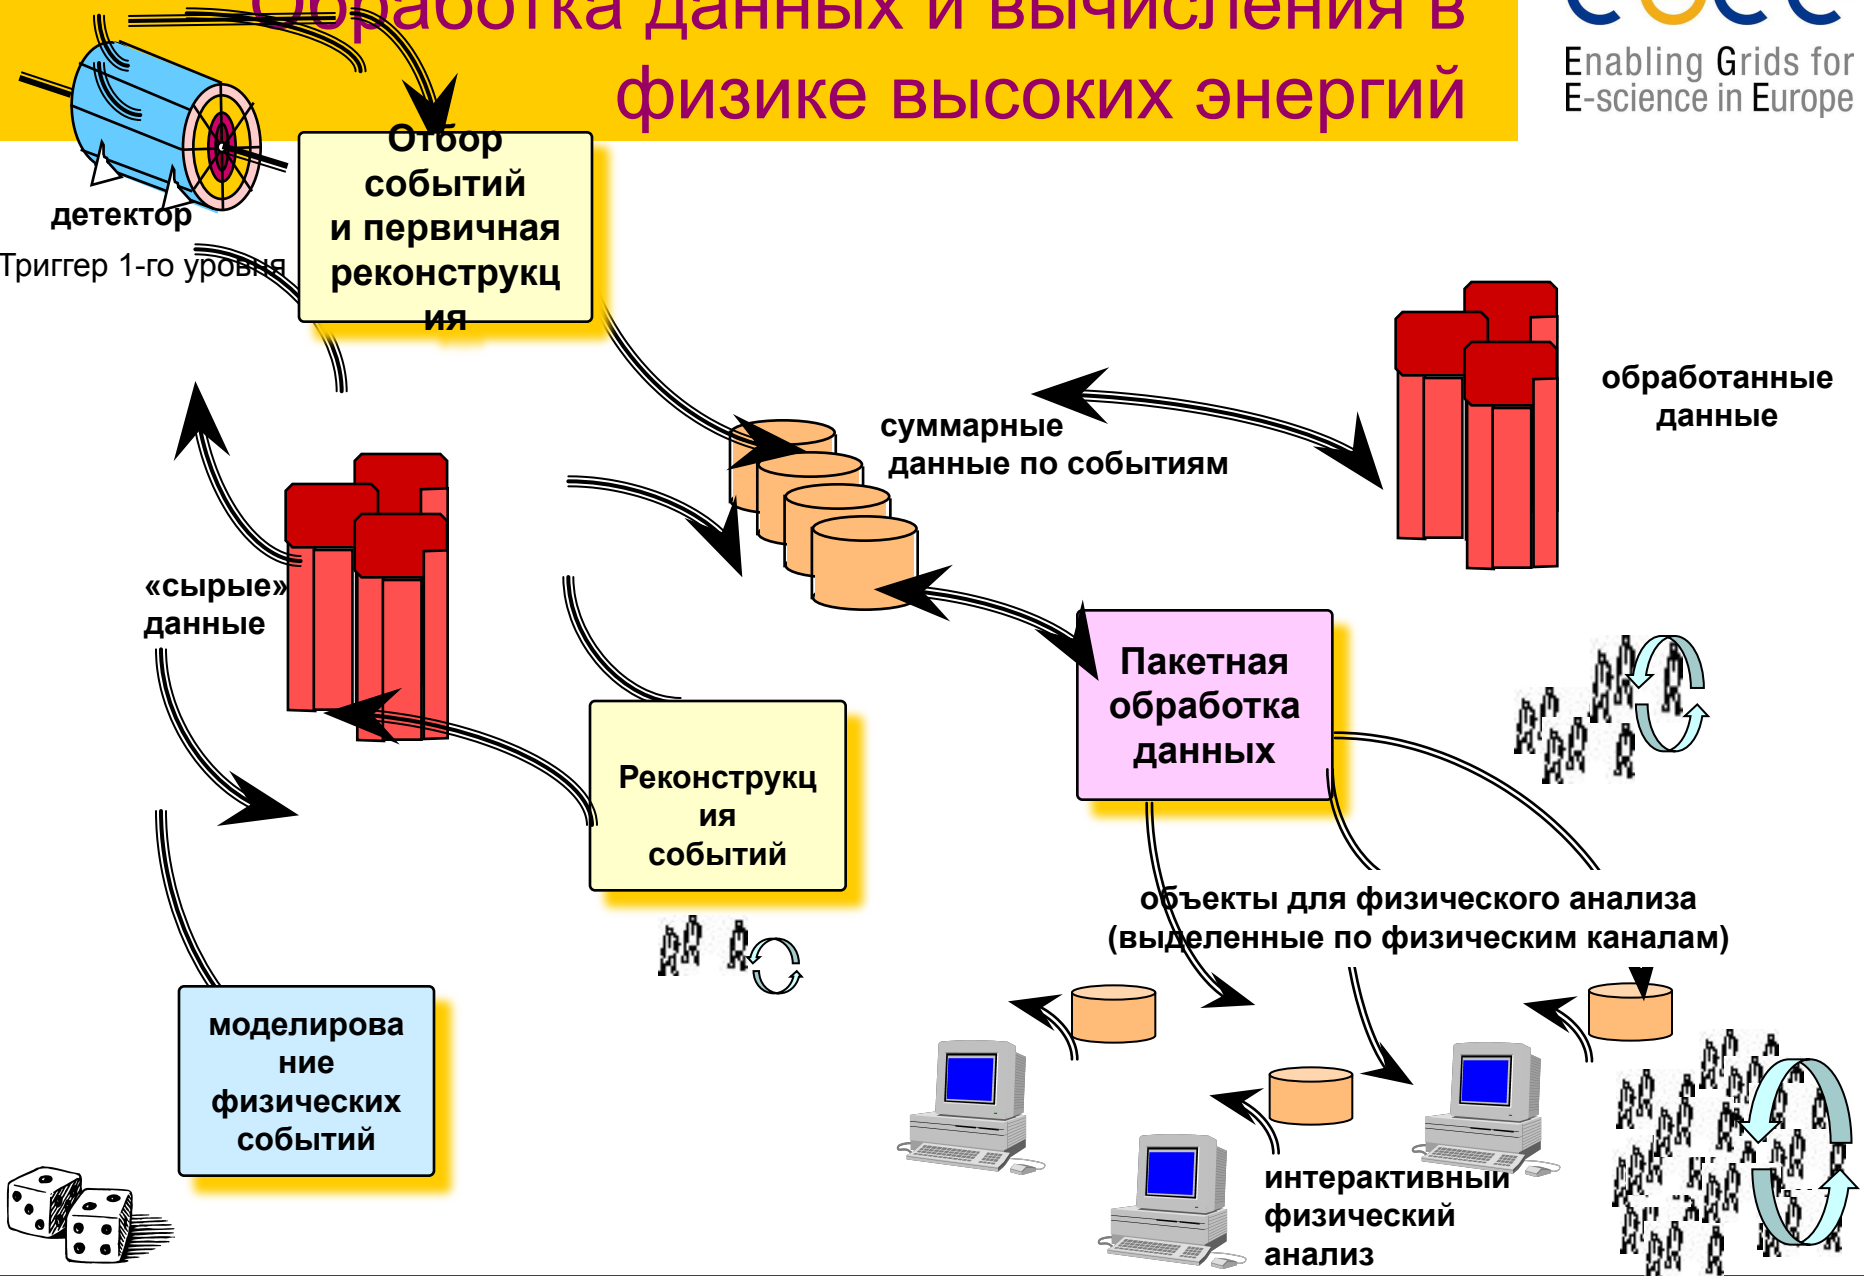 Обработка данных и вычисления в
физике высоких энергий
Enabling Grids for
E-science in Europe
детектор
Триггер 1-го уровня
Отбор
событий
и первичная
реконструкц
ия
суммарные
данные по событиям
обработанные
данные
«сырые»
данные
Пакетная
обработка
данных
Реконструкц
ия
событий
объекты для физического анализа
(выделенные по физическим каналам)
моделирова
ние
физических
событий
интерактивный
физический
анализ